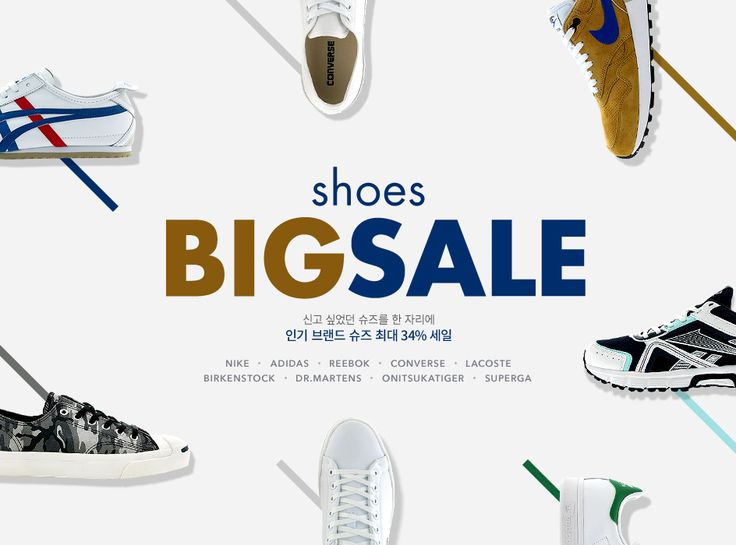 CONVERSE
shoes
BIGSALE
신고 싶었던 슈즈를 한 자리에
인기 브랜드 슈즈 최대 34% 세일
NIKE · ADIDAS · REEBOK · CONVERSE · LACOSTE
BIRKENSTOCK · DR.MARTENS · ONITSUKATIGER · SUPERGA